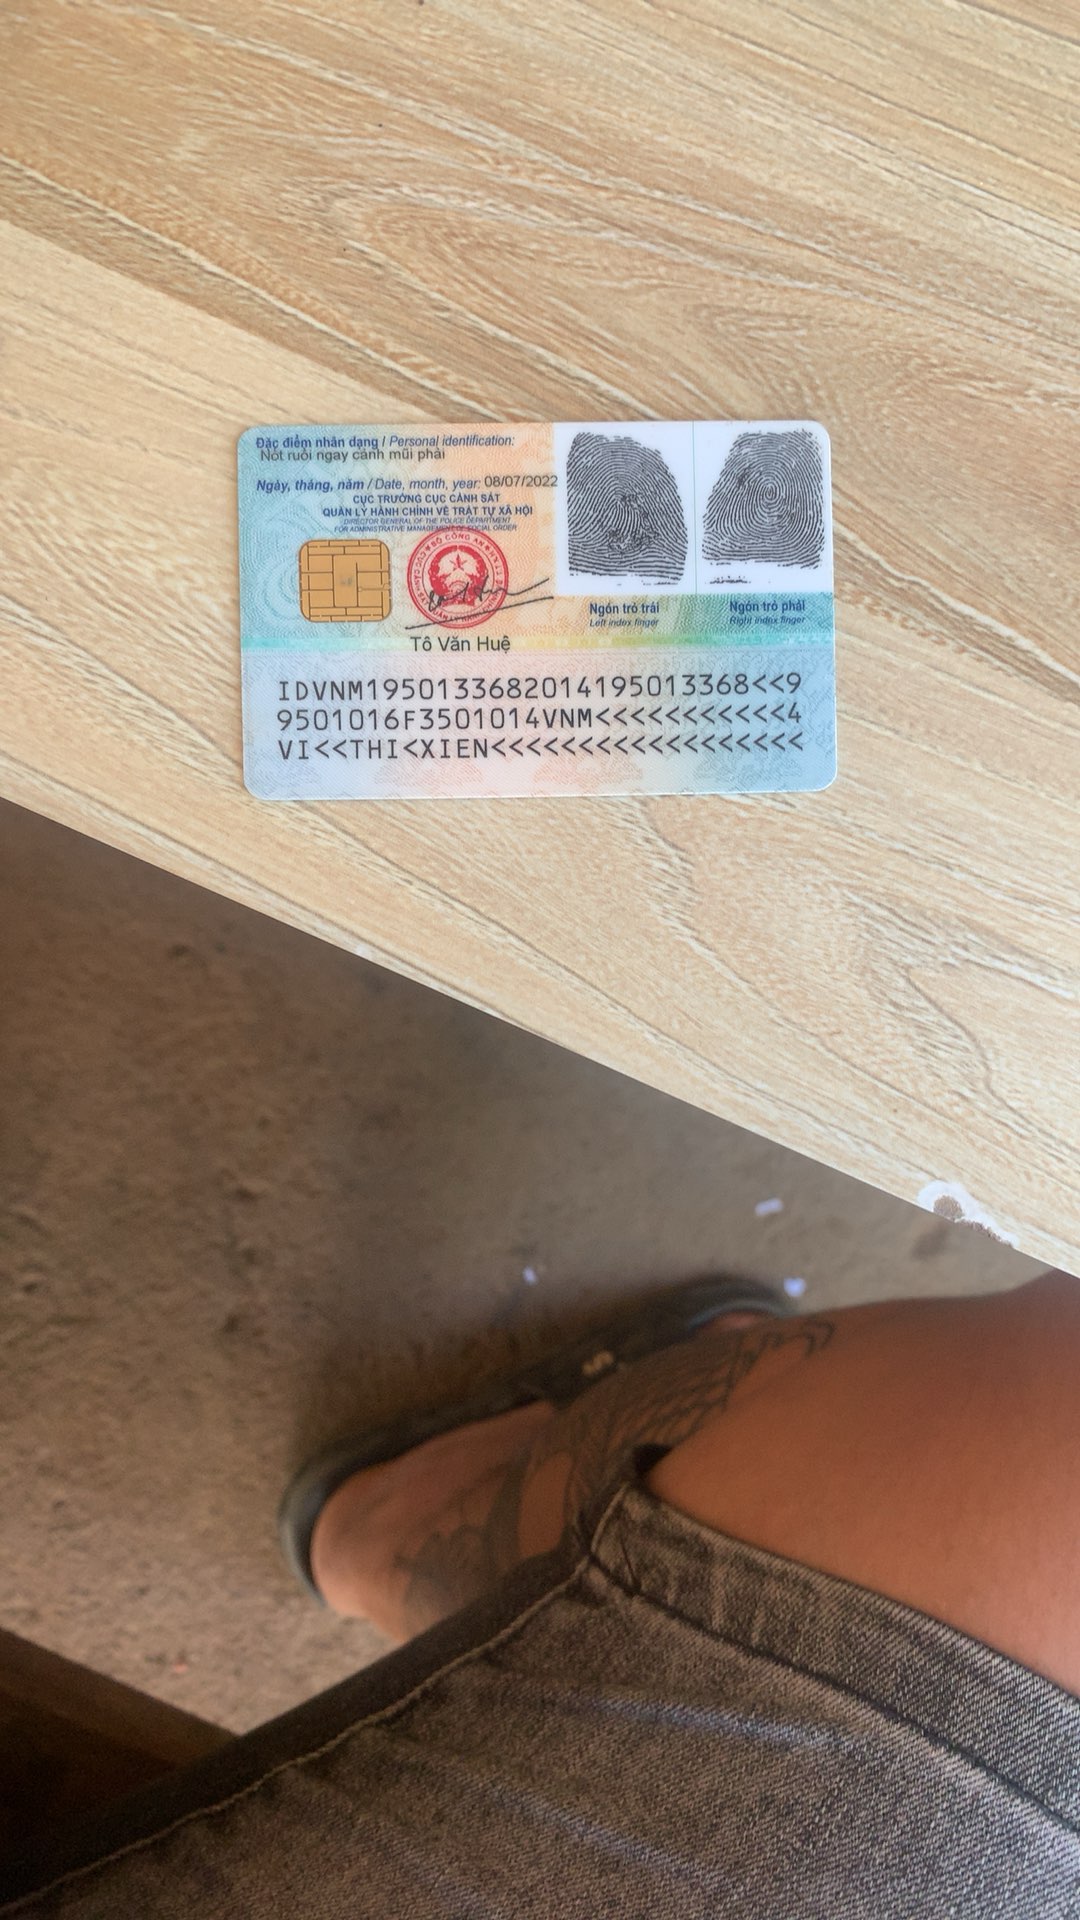 Đặc điểm nhân dạng / Personal identification:
Nốt ruồi ngay cánh mũi phải
Ngày, tháng, năm / Date, month, year: 08/07/2022
CỤC TRƯỞNG CỤC CẢNH SÁT
QUẢN LÝ HÀNH CHÍNH VỀ TRẬT TỰ XÃ HỘI
DIRECTOR GENERAL OF THE POLICE DEPARTMENT
FOR ADMINISTRATIVE MANAGEMENT OF SOCIAL ORDER
BỘ CÔNG AN
Ngón trỏ trái
Left index finger
Ngón trỏ phải
Right index finger
Tô Văn Huệ
IDVNM1950133682014195013368<<9
9501016F3501014VNM<<<<<<<<<<<4
VI<<THI<XIEN<<<<<<<<<<<<<<<<<<